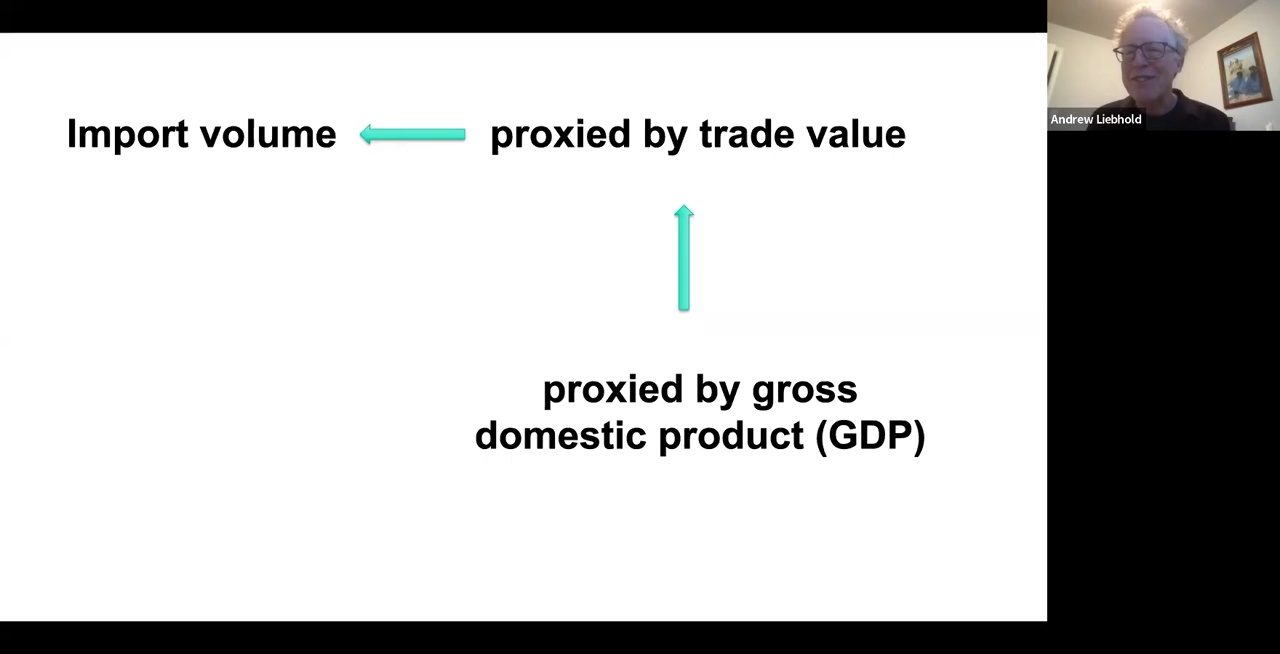 Import volume
proxied by trade value
Andrew Liebhold
proxied by gross
domestic product (GDP)